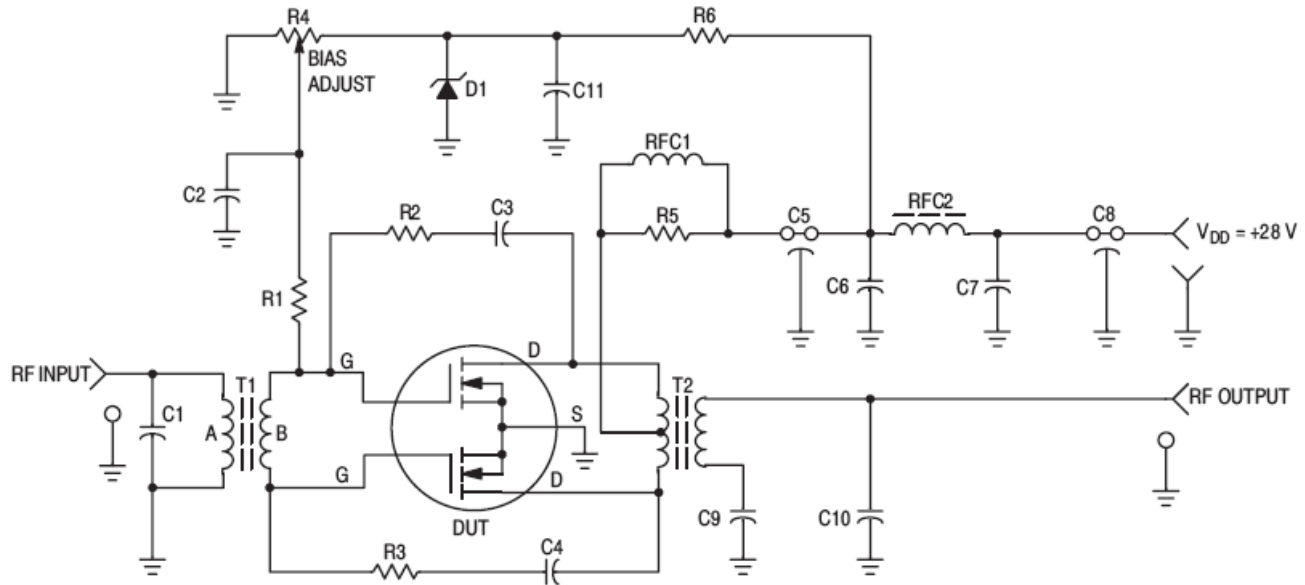 R4
R6
BIAS
ADJUST
D1
C11
RFC1
C2
R2
C3
R5
C5
RFC2
C8
V_DD = +28 V
R1
C6
C7
RF INPUT
C1
T1
A
B
G
D
S
T2
RF OUTPUT
G
D
DUT
C9
C10
R3
C4